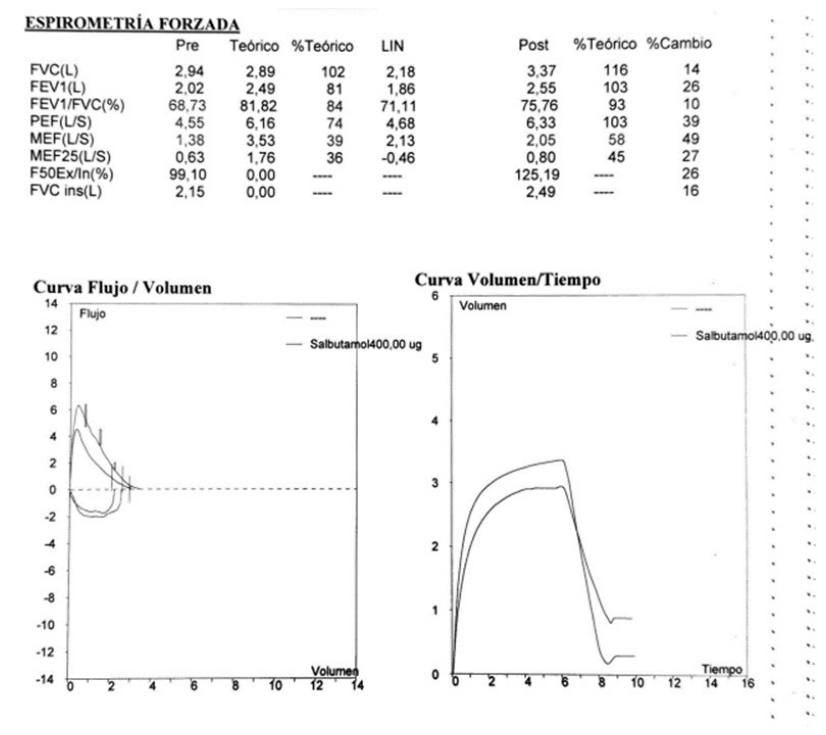 ESPIROMETRÍA FORZADA
Pre Teórico %Teórico LIN Post %Teórico %Cambio
FVC(L) 2,94 2,89 102 2,18 3,37 116 14
FEV1(L) 2,02 2,49 81 1,86 2,55 103 26
FEV1/FVC(%) 68,73 81,82 84 71,11 75,76 93 10
PEF(L/S) 4,55 6,16 74 4,68 6,33 103 39
MEF(L/S) 1,38 3,53 39 2,13 2,05 58 49
MEF25(L/S) 0,63 1,76 36 -0,46 0,80 45 27
F50Ex/In(%) 99,10 0,00 ---- ---- 125,19 ---- 26
FVC ins(L) 2,15 0,00 ---- ---- 2,49 ---- 16
Curva Flujo / Volumen
Flujo
----
Salbutamol400,00 ug
14
12
10
8
6
4
2
0
-2
-4
-6
-8
-10
-12
-14
Volumen
0 2 4 6 8 10 12 14
Curva Volumen/Tiempo
Volumen
----
Salbutamol400,00 ug
6
5
4
3
2
1
0
Tiempo
0 2 4 6 8 10 12 14 16